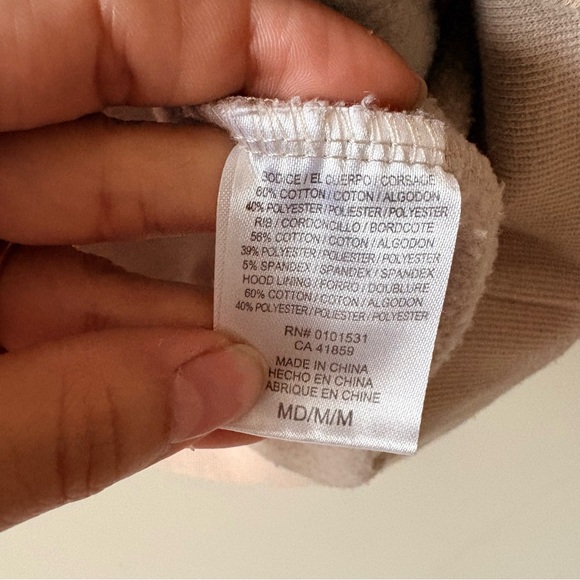 BODICE / EL CUERPO / CORSAGE
60% COTTON / COTON / ALGODON
40% POLYESTER / POLIESTER / POLYESTER
RIB / CORDONCILLO / BORDCOTE
56% COTTON / COTON / ALGODON
39% POLYESTER / POLIESTER / POLYESTER
5% SPANDEX / SPANDEX / SPANDEX
HOOD LINING / FORRO / DOUBLURE
60% COTTON / COTON / ALGODON
40% POLYESTER / POLIESTER / POLYESTER
RN# 0101531
CA 41859
MADE IN CHINA
HECHO EN CHINA
FABRIQUE EN CHINE
MD/M/M